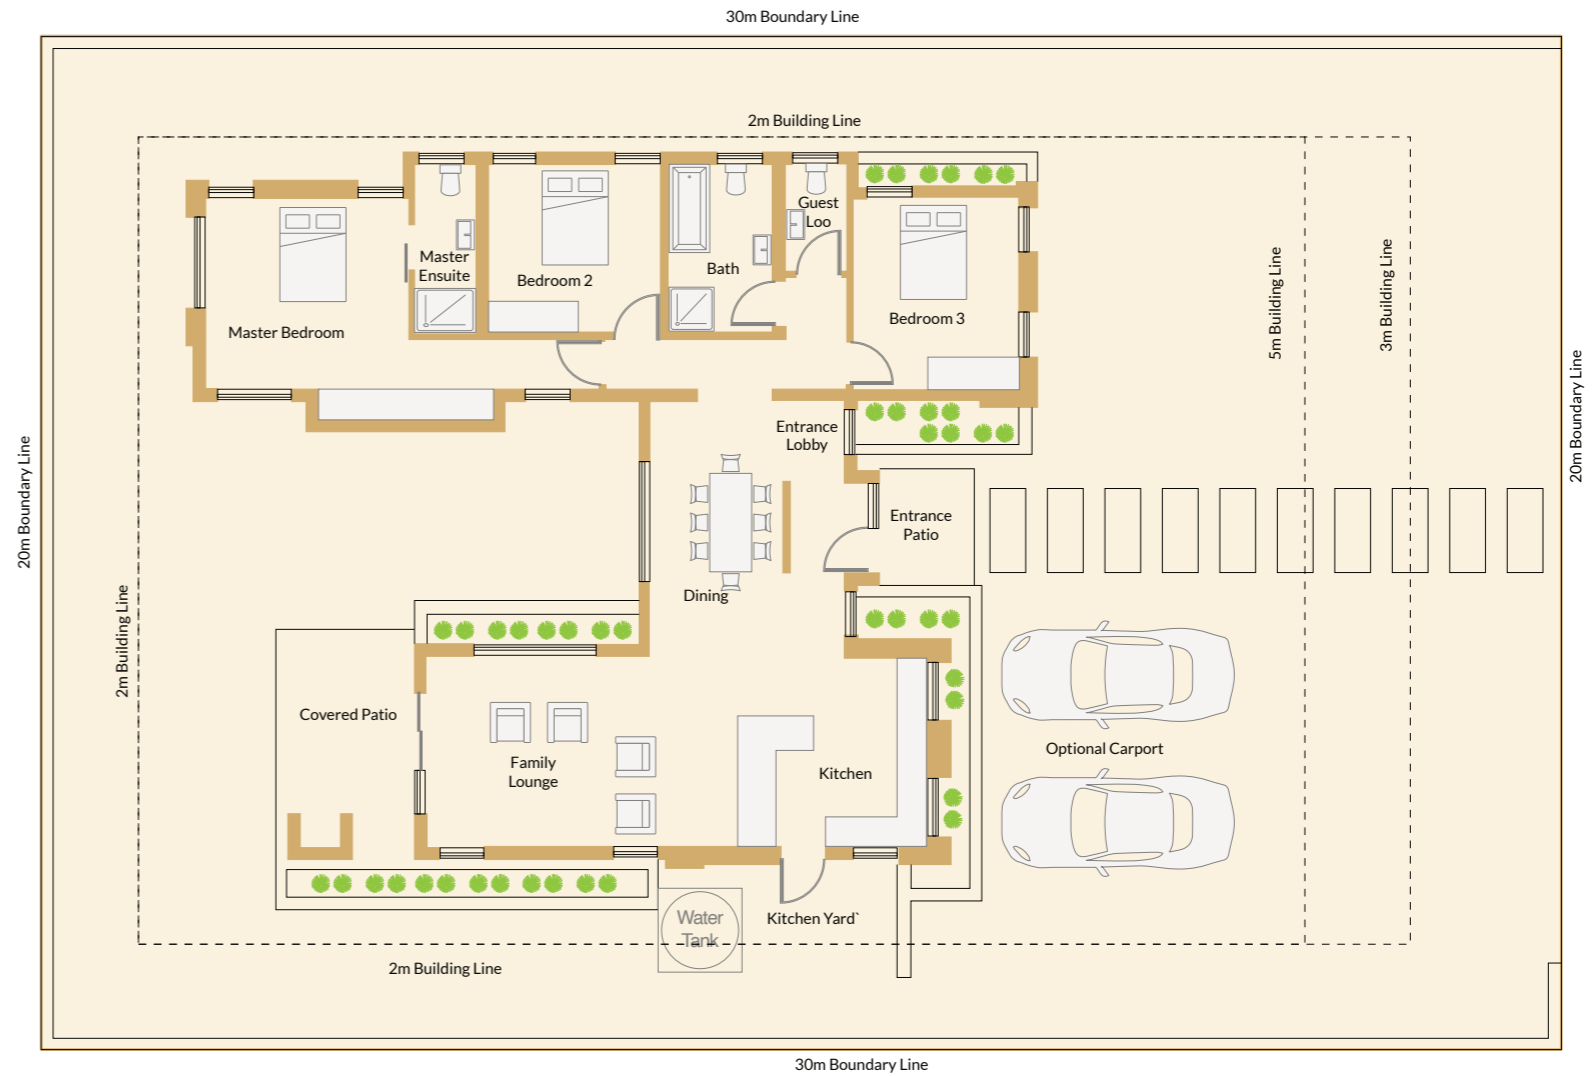 30m Boundary Line
2m Building Line
Guest
Loo
Master
Ensuite
Bath
Bedroom 2
Master Bedroom
Bedroom 3
5m Building Line
3m Building Line
20m Boundary Line
20m Boundary Line
Entrance
Lobby
Entrance
Patio
Dining
2m Building Line
Covered Patio
Family
Lounge
Kitchen
Optional Carport
Water
Tank
Kitchen Yard`
2m Building Line
30m Boundary Line